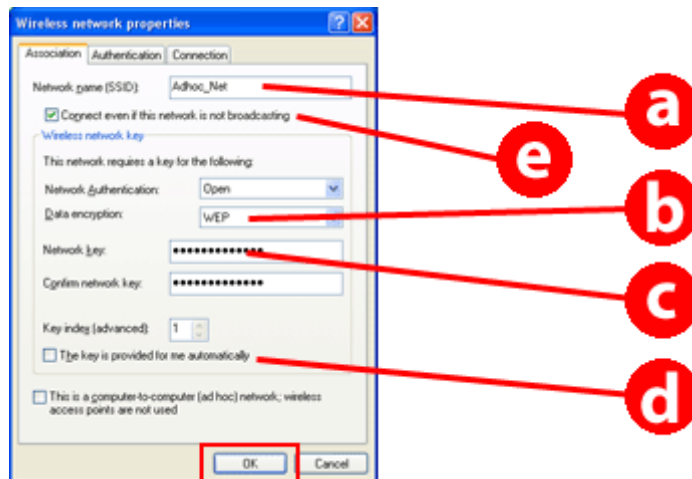 Wireless network properties
Association Authentication Connection
Network name (SSID): Adhoc_Net
a
Connect even if this network is not broadcasting
e
Wireless network key
This network requires a key for the following:
Network Authentication: Open
Data encryption: WEP
b
Network key: •••••••••••••
c
Confirm network key: •••••••••••••
Key index (advanced): 1
The key is provided for me automatically
d
This is a computer-to-computer (ad hoc) network; wireless
access points are not used
OK Cancel